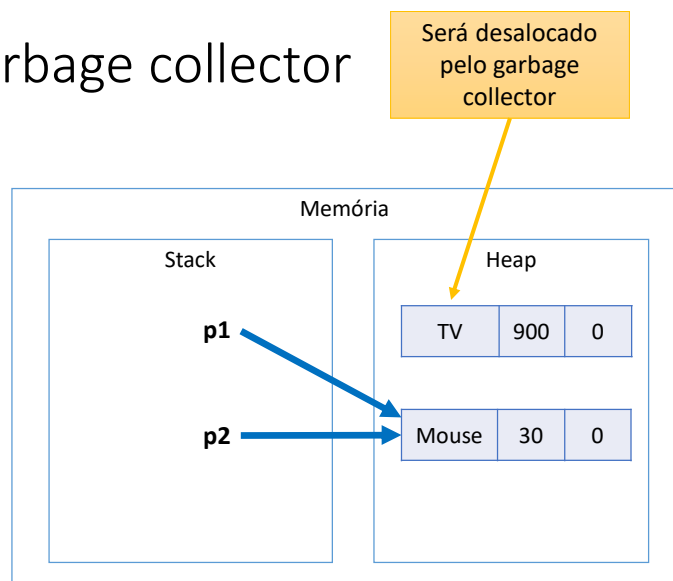 rbage collector
Será desalocado
pelo garbage
collector
Memória
Stack
Heap
p1
TV 900 0
p2
Mouse 30 0